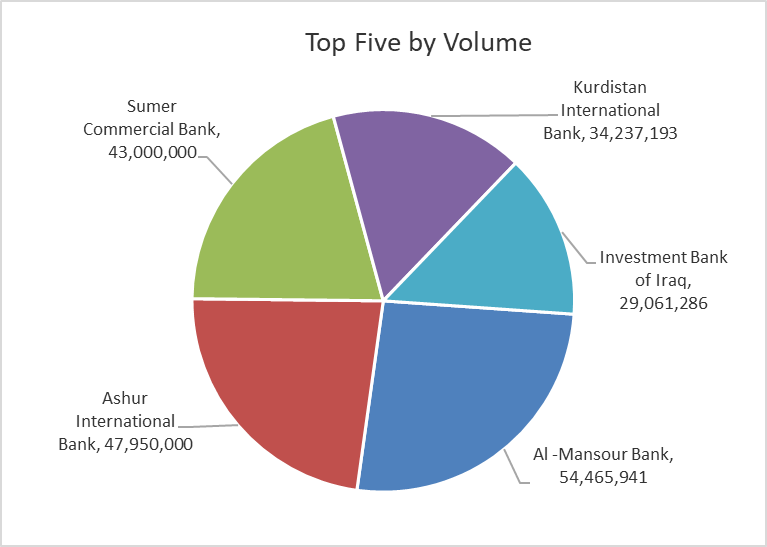 Top Five by Volume
Kurdistan
International
Bank, 34,237,193
Sumer
Commercial Bank,
43,000,000
Investment Bank
of Iraq,
29,061,286
Ashur
International
Bank, 47,950,000
Al -Mansour Bank,
54,465,941